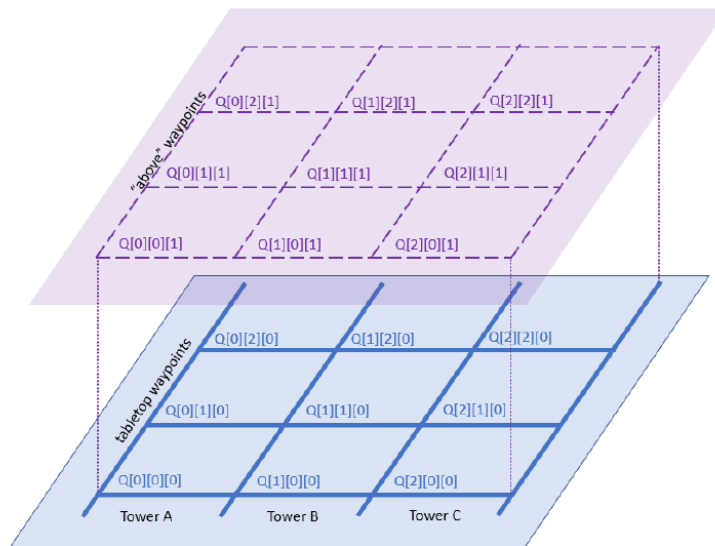 Q[0][2][1] Q[1][2][1] Q[2][2][1]
"above" waypoints
Q[0][1][1] Q[1][1][1] Q[2][1][1]
Q[0][0][1] Q[1][0][1] Q[2][0][1]
Q[0][2][0] Q[1][2][0] Q[2][2][0]
tabletop waypoints
Q[0][1][0] Q[1][1][0] Q[2][1][0]
Q[0][0][0] Q[1][0][0] Q[2][0][0]
Tower A Tower B Tower C